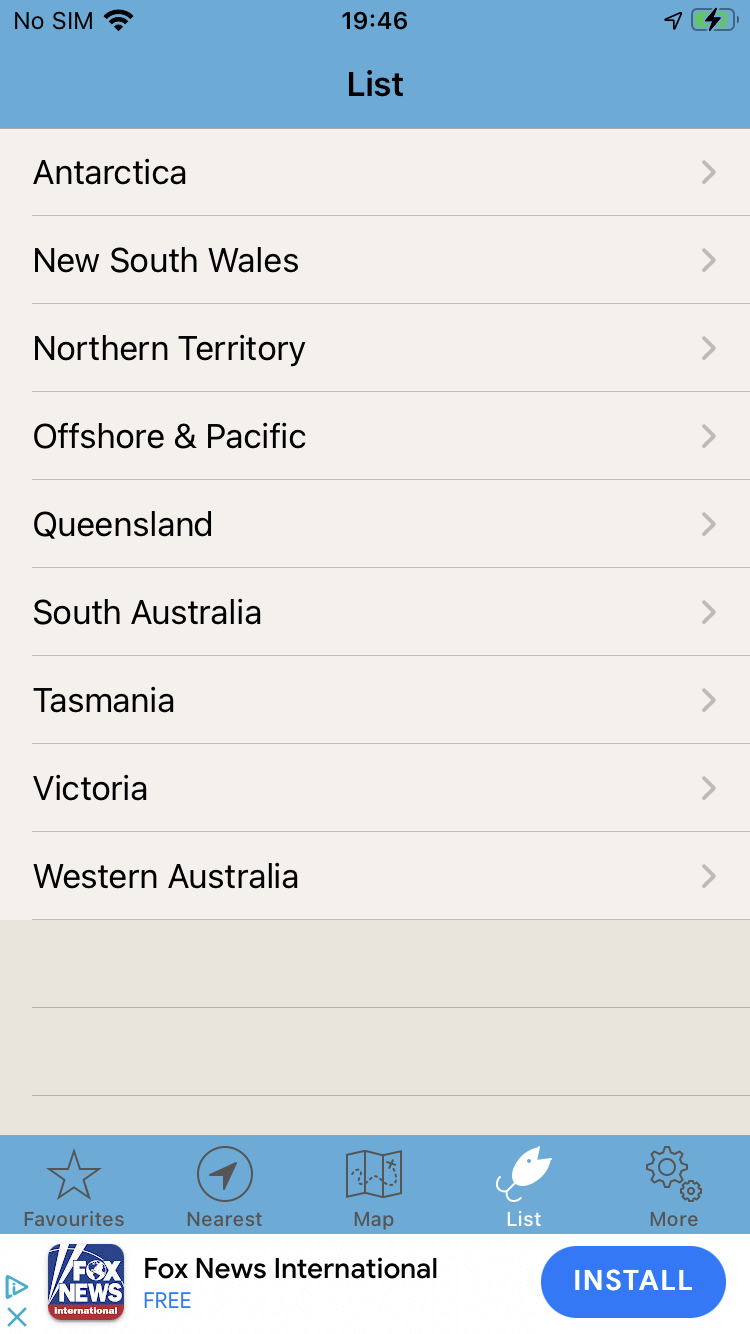 No SIM 19:46
List
Antarctica
New South Wales
Northern Territory
Offshore & Pacific
Queensland
South Australia
Tasmania
Victoria
Western Australia
Favourites Nearest Map List More
FOX
NEWS
International
Fox News International
FREE
INSTALL